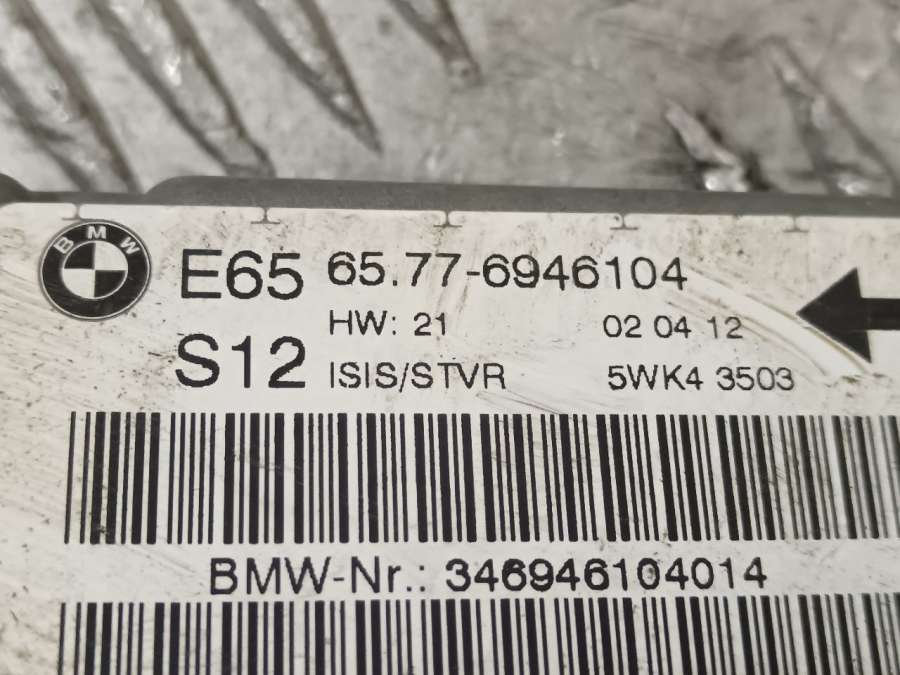 BMW
E65 65.77-6946104
HW: 21 02 04 12
S12 ISIS/STVR 5WK4 3503
BMW-Nr.: 346946104014